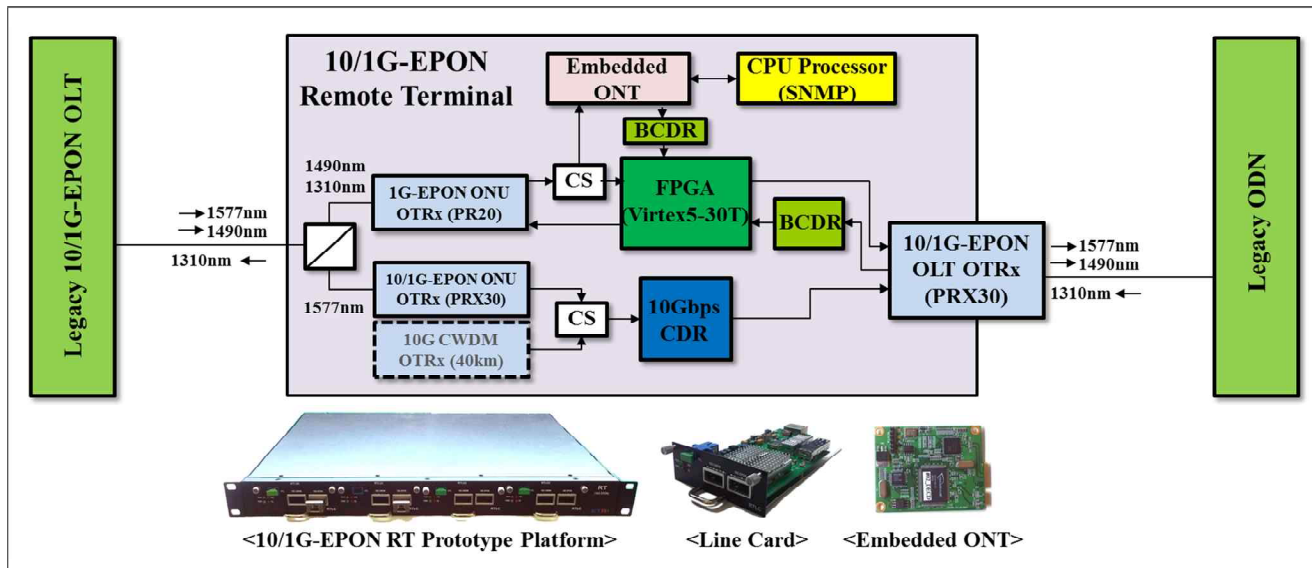 Legacy 10/1G-EPON OLT
10/1G-EPON
Remote Terminal
Embedded
ONT
CPU Processor
(SNMP)
BCDR
1490nm
1310nm
1G-EPON ONU
OTRx (PR20)
CS
FPGA
(Virtex5-30T)
BCDR
1577nm
1490nm
1310nm
10/1G-EPON
OLT OTRx
(PRX30)
1577nm
1490nm
1310nm
1577nm
10/1G-EPON ONU
OTRx (PRX30)
10G CWDM
OTRx (40km)
CS
10Gbps
CDR
Legacy ODN
RT
<10/1G-EPON RT Prototype Platform>
<Line Card>
<Embedded ONT>